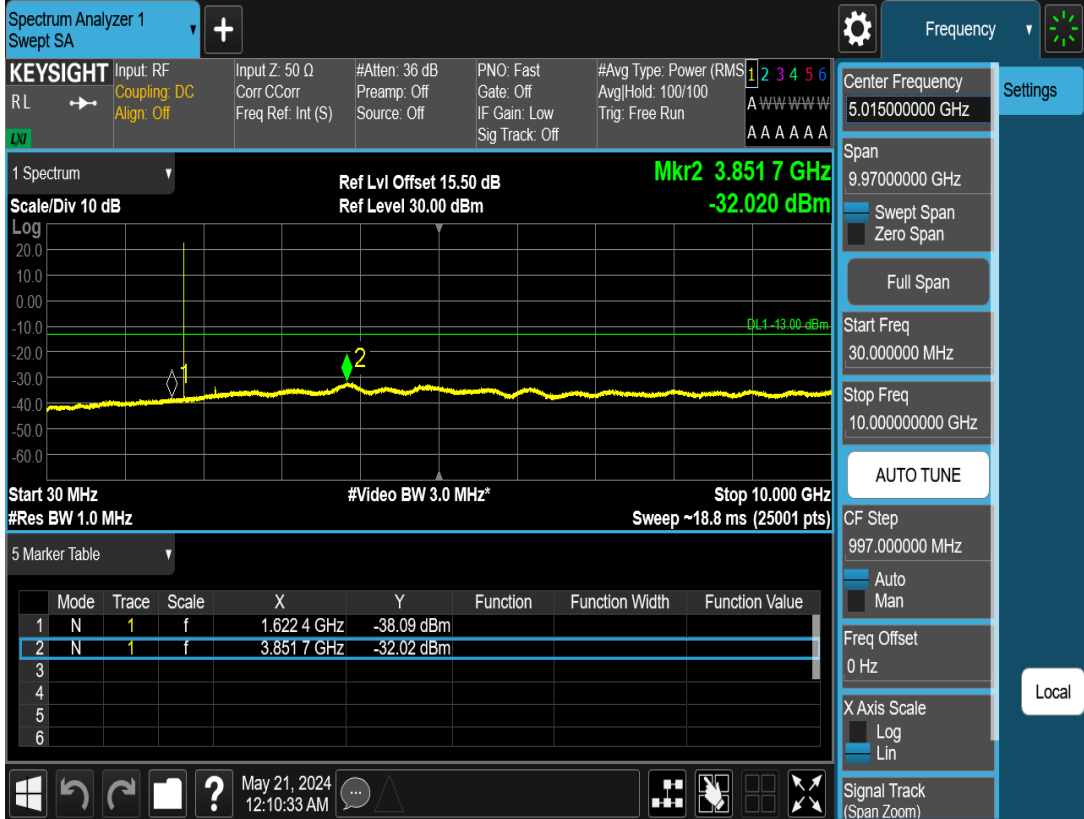 Spectrum Analyzer 1
Swept SA
+
Frequency
KEYSIGHT
RL
LXI
Input: RF
Coupling: DC
Align: Off
Input Z: 50 Ω
Corr CCorr
Freq Ref: Int (S)
#Atten: 36 dB
Preamp: Off
Source: Off
PNO: Fast
Gate: Off
IF Gain: Low
Sig Track: Off
#Avg Type: Power (RMS
Avg|Hold: 100/100
Trig: Free Run
1 2 3 4 5 6
A W W W W W
A A A A A A
1 Spectrum
Scale/Div 10 dB
Ref Lvl Offset 15.50 dB
Ref Level 30.00 dBm
Mkr2 3.851 7 GHz
-32.020 dBm
Log
20.0
10.0
0.00
-10.0
-20.0
-30.0
-40.0
-50.0
-60.0
DL1 -13.00 dBm
1
2
Start 30 MHz
#Res BW 1.0 MHz
#Video BW 3.0 MHz*
Stop 10.000 GHz
Sweep ~18.8 ms (25001 pts)
5 Marker Table
Mode Trace Scale X Y Function Function Width Function Value
1 N 1 f 1.622 4 GHz -38.09 dBm
2 N 1 f 3.851 7 GHz -32.02 dBm
3
4
5
6
?
May 21, 2024
12:10:33 AM
Center Frequency
5.015000000 GHz
Span
9.97000000 GHz
Swept Span
Zero Span
Full Span
Start Freq
30.000000 MHz
Stop Freq
10.000000000 GHz
AUTO TUNE
CF Step
997.000000 MHz
Auto
Man
Freq Offset
0 Hz
X Axis Scale
Log
Lin
Signal Track
(Span Zoom)
Settings
Local